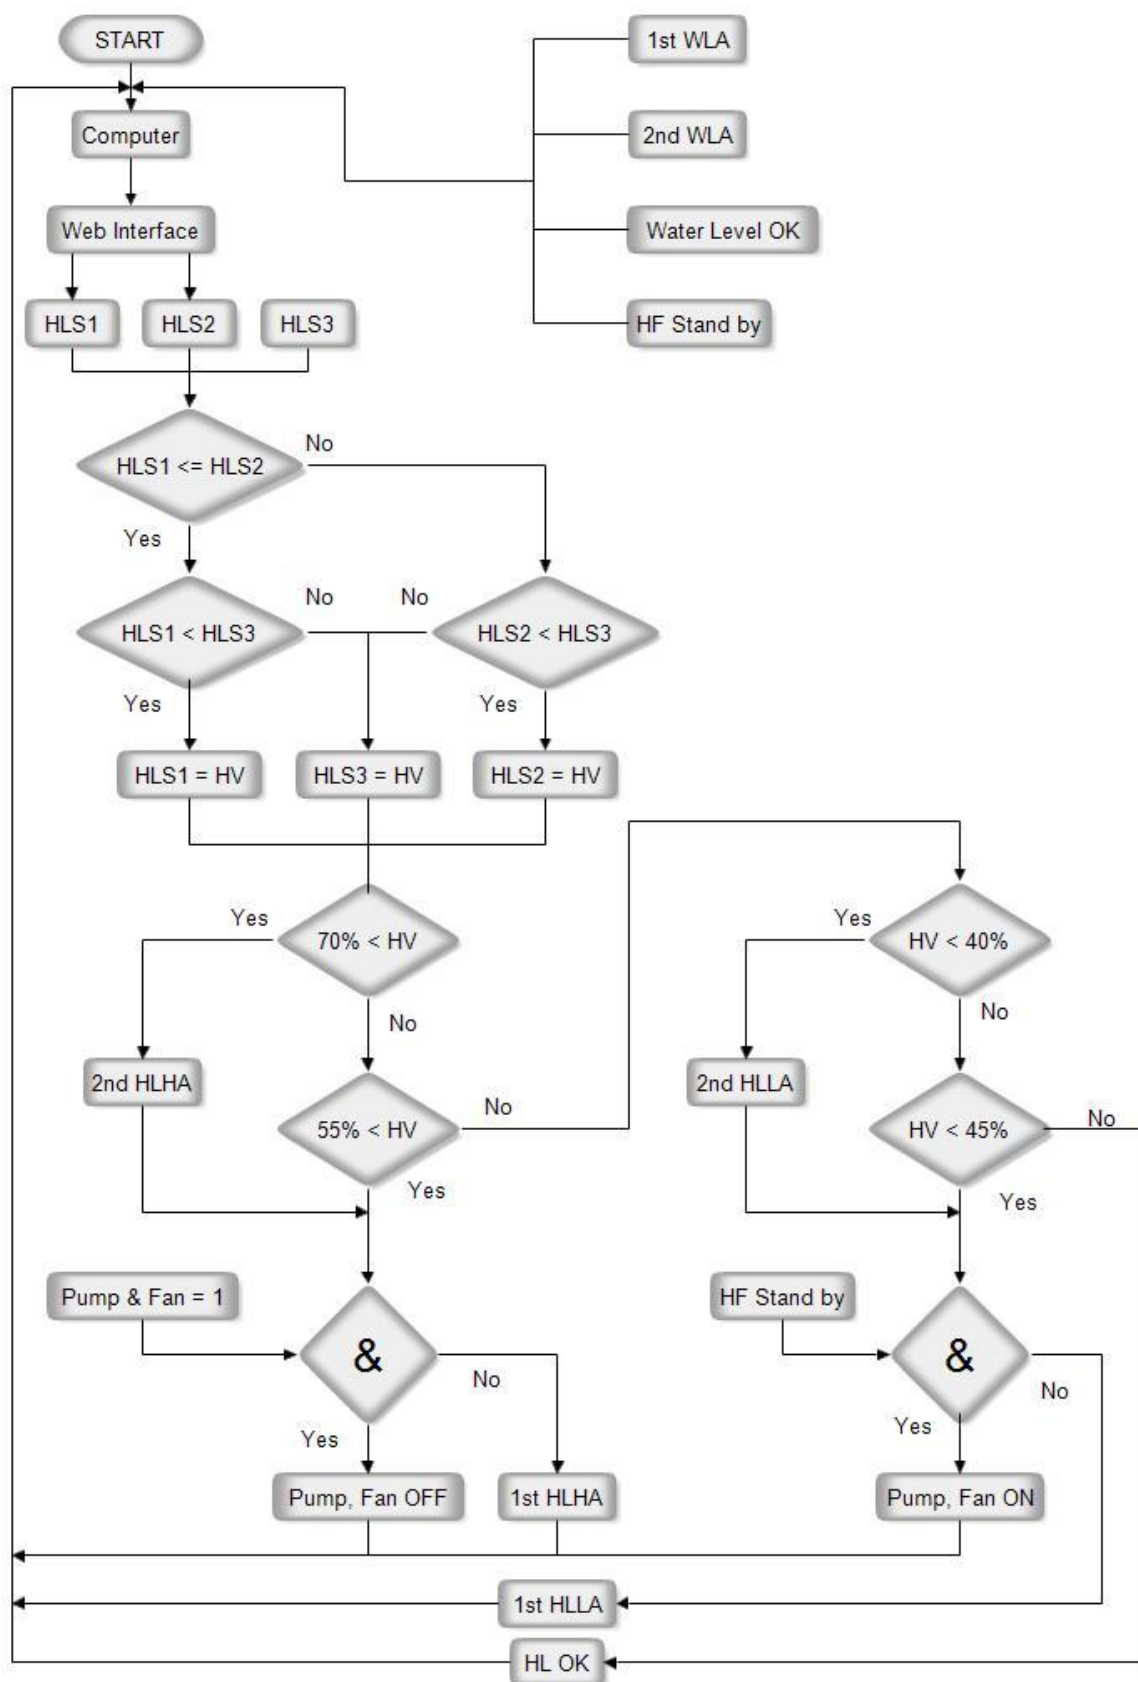 START
1st WLA
Computer
2nd WLA
Web Interface
Water Level OK
HLS1
HLS2
HLS3
HF Stand by
HLS1 <= HLS2
No
Yes
HLS1 < HLS3
No
No
HLS2 < HLS3
Yes
Yes
HLS1 = HV
HLS3 = HV
HLS2 = HV
Yes
70% < HV
Yes
HV < 40%
No
No
2nd HLHA
55% < HV
No
2nd HLLA
HV < 45%
No
Yes
Yes
Pump & Fan = 1
&
No
HF Stand by
&
No
Yes
Yes
Pump, Fan OFF
1st HLHA
Pump, Fan ON
1st HLLA
HL OK